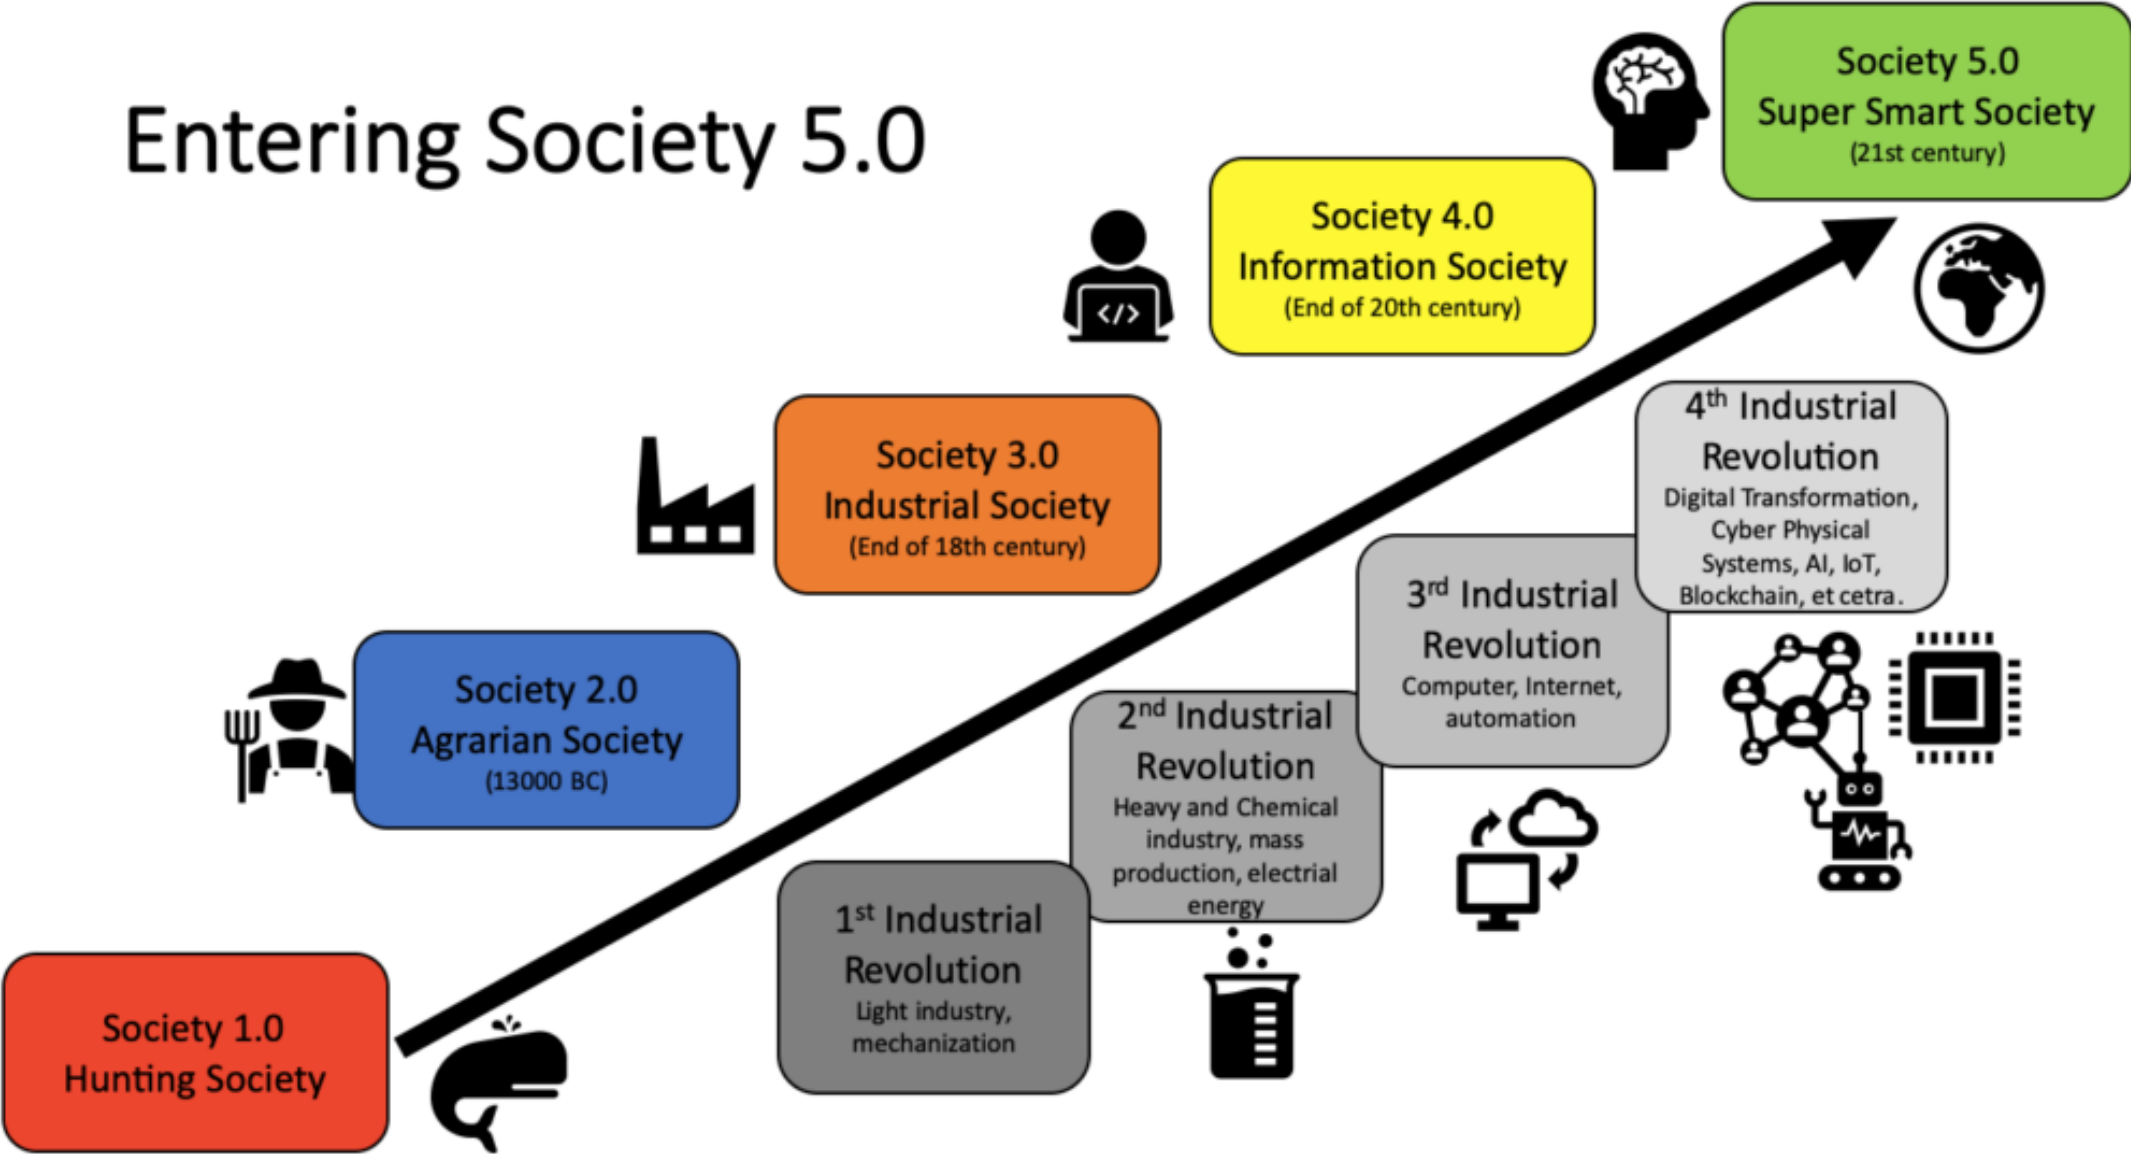 Entering Society 5.0
Society 5.0
Super Smart Society
(21st century)
Society 4.0
Information Society
(End of 20th century)
</>
Society 3.0
Industrial Society
(End of 18th century)
Society 2.0
Agrarian Society
(13000 BC)
Society 1.0
Hunting Society
1st Industrial
Revolution
Light industry,
mechanization
2nd Industrial
Revolution
Heavy and Chemical
industry, mass
production, electrial
energy
3rd Industrial
Revolution
Computer, Internet,
automation
4th Industrial
Revolution
Digital Transformation,
Cyber Physical
Systems, AI, IoT,
Blockchain, et cetra.